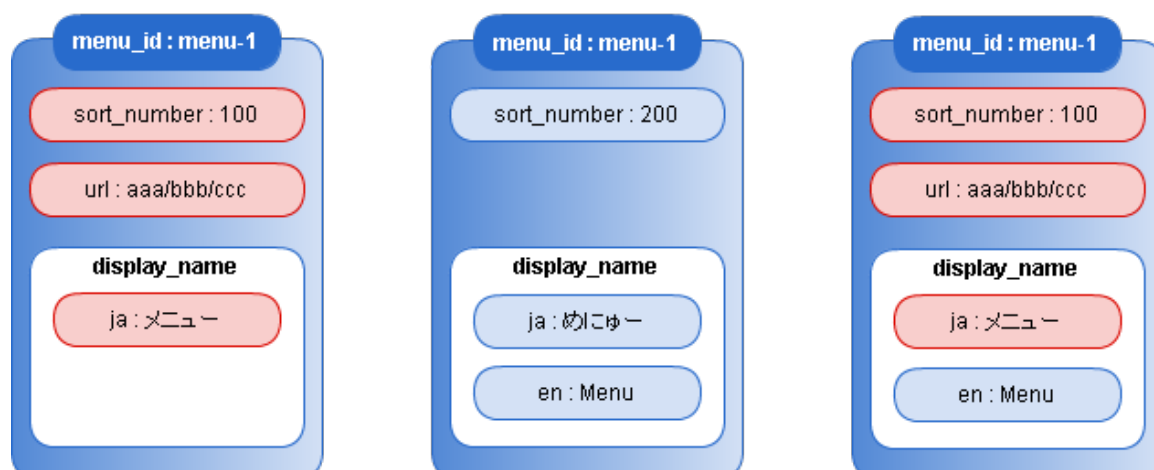 menu_id : menu-1
sort_number : 100
url : aaa/bbb/ccc
display_name
ja : メニュー
menu_id : menu-1
sort_number : 200
display_name
ja : めにゅー
en : Menu
menu_id : menu-1
sort_number : 100
url : aaa/bbb/ccc
display_name
ja : メニュー
en : Menu